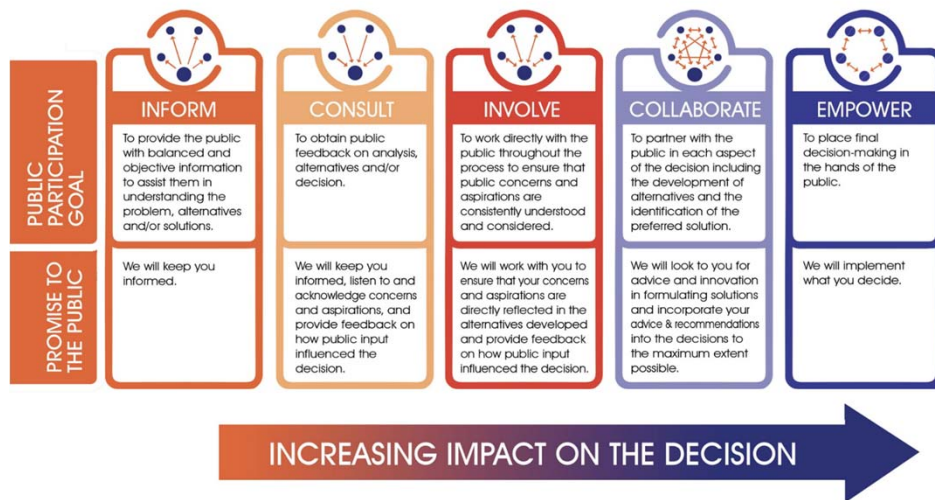 INFORM
CONSULT
INVOLVE
COLLABORATE
EMPOWER
PUBLIC
PARTICIPATION
GOAL
To provide the public
with balanced and
objective information
to assist them in
understanding the
problem, alternatives
and/or solutions.
To obtain public
feedback on analysis,
alternatives and/or
decision.
To work directly with the
public throughout the
process to ensure that
public concerns and
aspirations are
consistently understood
and considered.
To partner with the
public in each aspect
of the decision including
the development of
alternatives and the
identification of the
preferred solution.
To place final
decision-making in
the hands of the
public.
PROMISE TO
THE PUBLIC
We will keep you
informed.
We will keep you
informed, listen to and
acknowledge concerns
and aspirations, and
provide feedback on
how public input
influenced the
decision.
We will work with you to
ensure that your concerns
and aspirations are
directly reflected in the
alternatives developed
and provide feedback
on how public input
influenced the decision.
We will look to you for
advice and innovation
in formulating solutions
and incorporate your
advice & recommendations
into the decisions to
the maximum extent
possible.
We will implement
what you decide.
INCREASING IMPACT ON THE DECISION